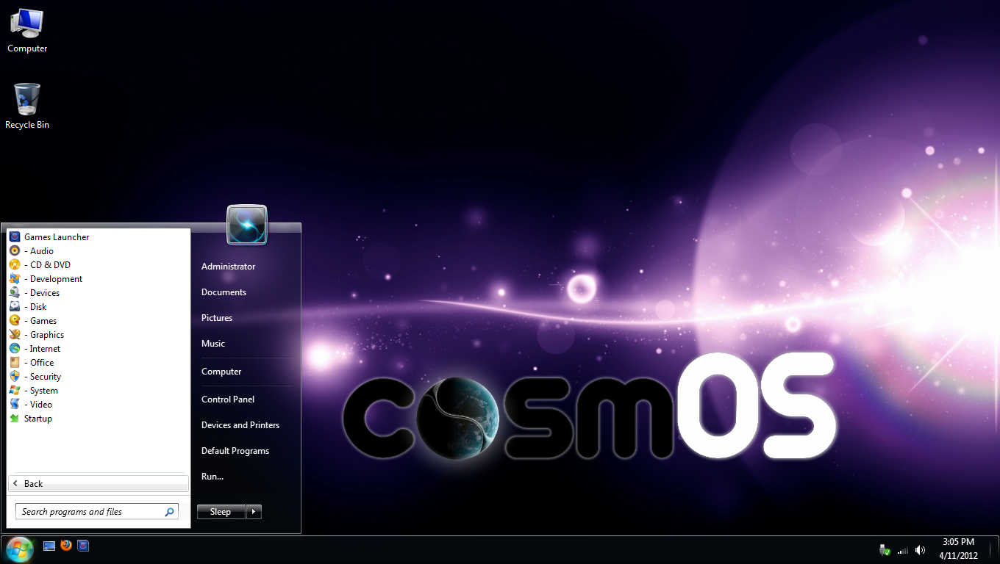 Computer
Recycle Bin
Games Launcher
- Audio
- CD & DVD
- Development
- Devices
- Disk
- Games
- Graphics
- Internet
- Office
- Security
- System
- Video
Startup
Back
Search programs and files
Administrator
Documents
Pictures
Music
Computer
Control Panel
Devices and Printers
Default Programs
Run...
Sleep
cosmOS
3:05 PM
4/11/2012